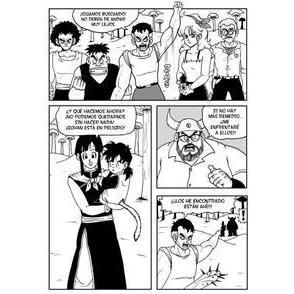 ¡SIGAMOS BUSCANDO!
NO DEBEN DE ANDAR
MUY LEJOS
¿Y QUÉ HACEMOS AHORA?
¡NO PODEMOS QUEDARNOS
SIN HACER NADA!
¡GOHAN ESTÁ EN PELIGRO!
SI NO HAY
MÁS REMEDIO,
¡ME
ENFRENTARÉ
A ELLOS!!
¡¡LOS HE ENCONTRADO!
ESTÁN AHÍ!!